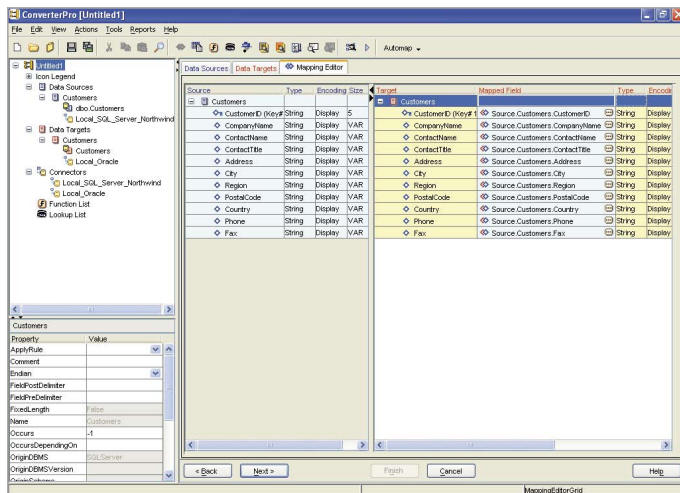 ConverterPro [Untitled1]
File Edit View Actions Tools Reports Help
Automap
Untitled1
Icon Legend
Data Sources
Customers
dbo.Customers
Local_SQL_Server_Northwind
Data Targets
Customers
Customers
Local_Oracle
Connectors
Local_SQL_Server_Northwind
Local_Oracle
Function List
Lookup List
Customers
Property Value
ApplyRule
Comment
Endian
FieldPostDelimiter
FieldPreDelimiter
FixedLength False
Name Customers
Occurs -1
OccursDependingOn
OriginDBMS SQLServer
OriginDBMSVersion
OriginSchema
Data Sources Data Targets Mapping Editor
Source Type Encoding Size
Customers
CustomerID (Key# String Display 5
CompanyName String Display VAR
ContactName String Display VAR
ContactTitle String Display VAR
Address String Display VAR
City String Display VAR
Region String Display VAR
PostalCode String Display VAR
Country String Display VAR
Phone String Display VAR
Fax String Display VAR
Target Mapped Field Type Encodin
Customers
CustomerID (Key# 1 Source.Customers.CustomerID String Display
CompanyName Source.Customers.CompanyName String Display
ContactName Source.Customers.ContactName String Display
ContactTitle Source.Customers.ContactTitle String Display
Address Source.Customers.Address String Display
City Source.Customers.City String Display
Region Source.Customers.Region String Display
PostalCode Source.Customers.PostalCode String Display
Country Source.Customers.Country String Display
Phone Source.Customers.Phone String Display
Fax Source.Customers.Fax String Display
< Back Next > Finish Cancel Help
MappingEditorGrid